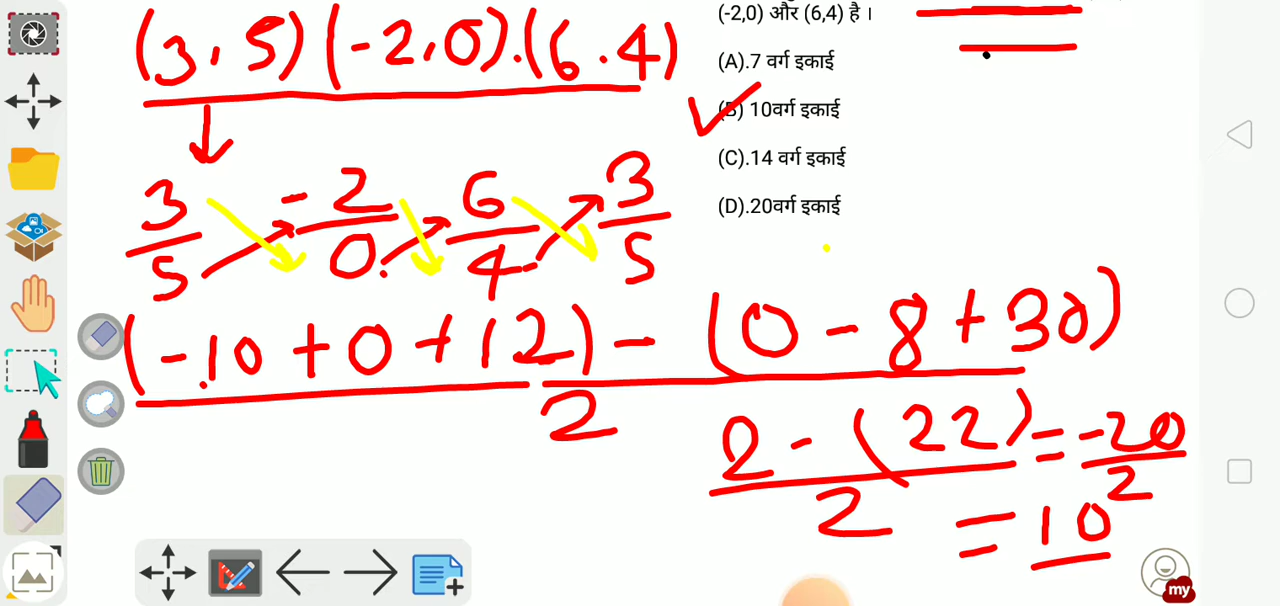 (3,5)(-2,0).(6.4)
(-2,0) और (6,4) है ।
(A).7 वर्ग इकाई
(B) 10वर्ग इकाई
(C).14 वर्ग इकाई
(D).20वर्ग इकाई
3/5 -2/0 6/4 3/5
(-10+0+12) - (0-8+30)
2
2-(22) = -20
2 2
= 10
my